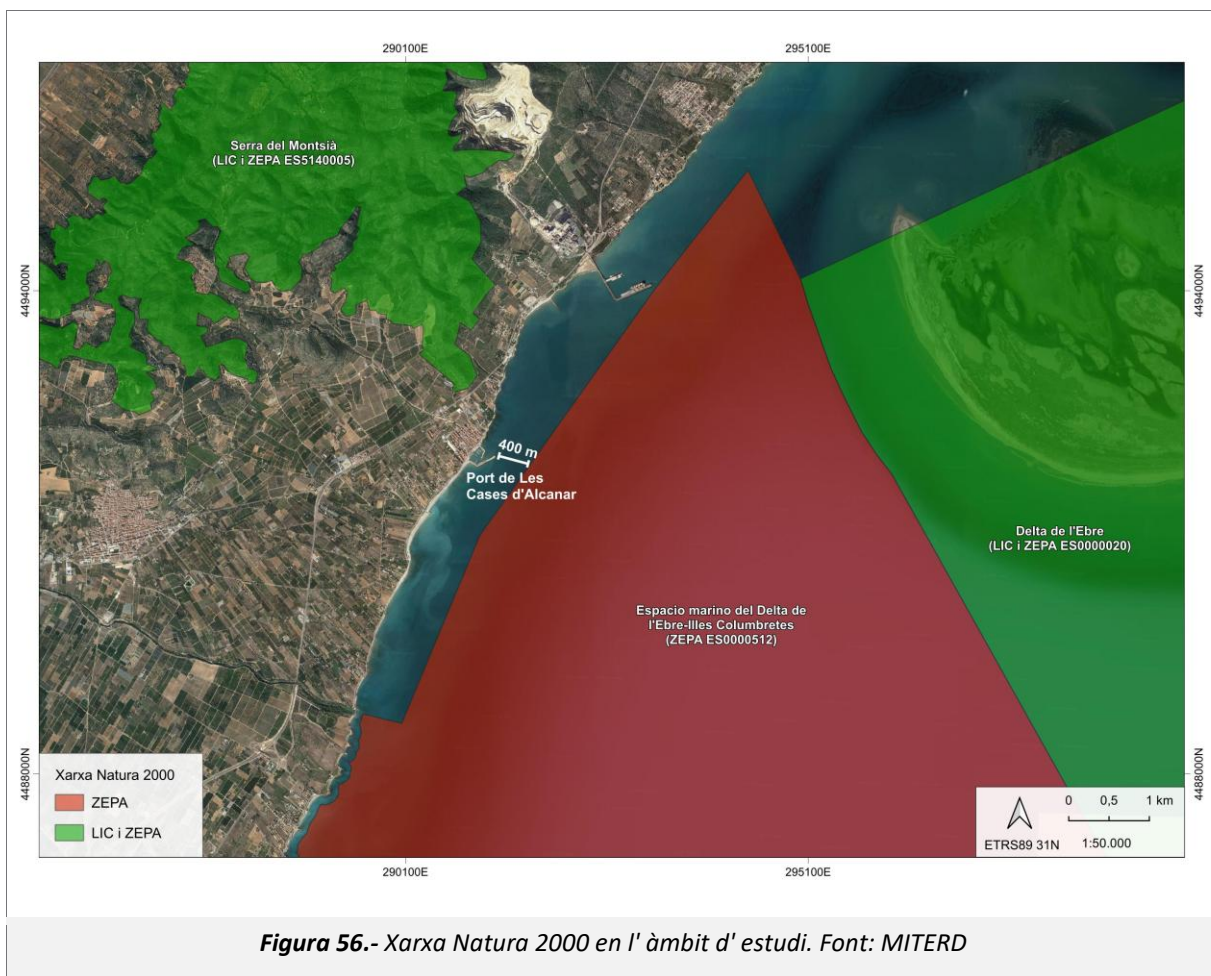 290100E
295100E
Serra del Montsià
(LIC i ZEPA ES5140005)
4494000N
4494000N
400 m
Port de Les
Cases d'Alcanar
Delta de l'Ebre
(LIC i ZEPA ES0000020)
Espacio marino del Delta de
l'Ebre-Illes Columbretes
(ZEPA ES0000512)
4488000N
4488000N
Xarxa Natura 2000
ZEPA
LIC i ZEPA
0 0,5 1 km
ETRS89 31N 1:50.000
290100E
295100E
Figura 56.- Xarxa Natura 2000 en l' àmbit d' estudi. Font: MITERD